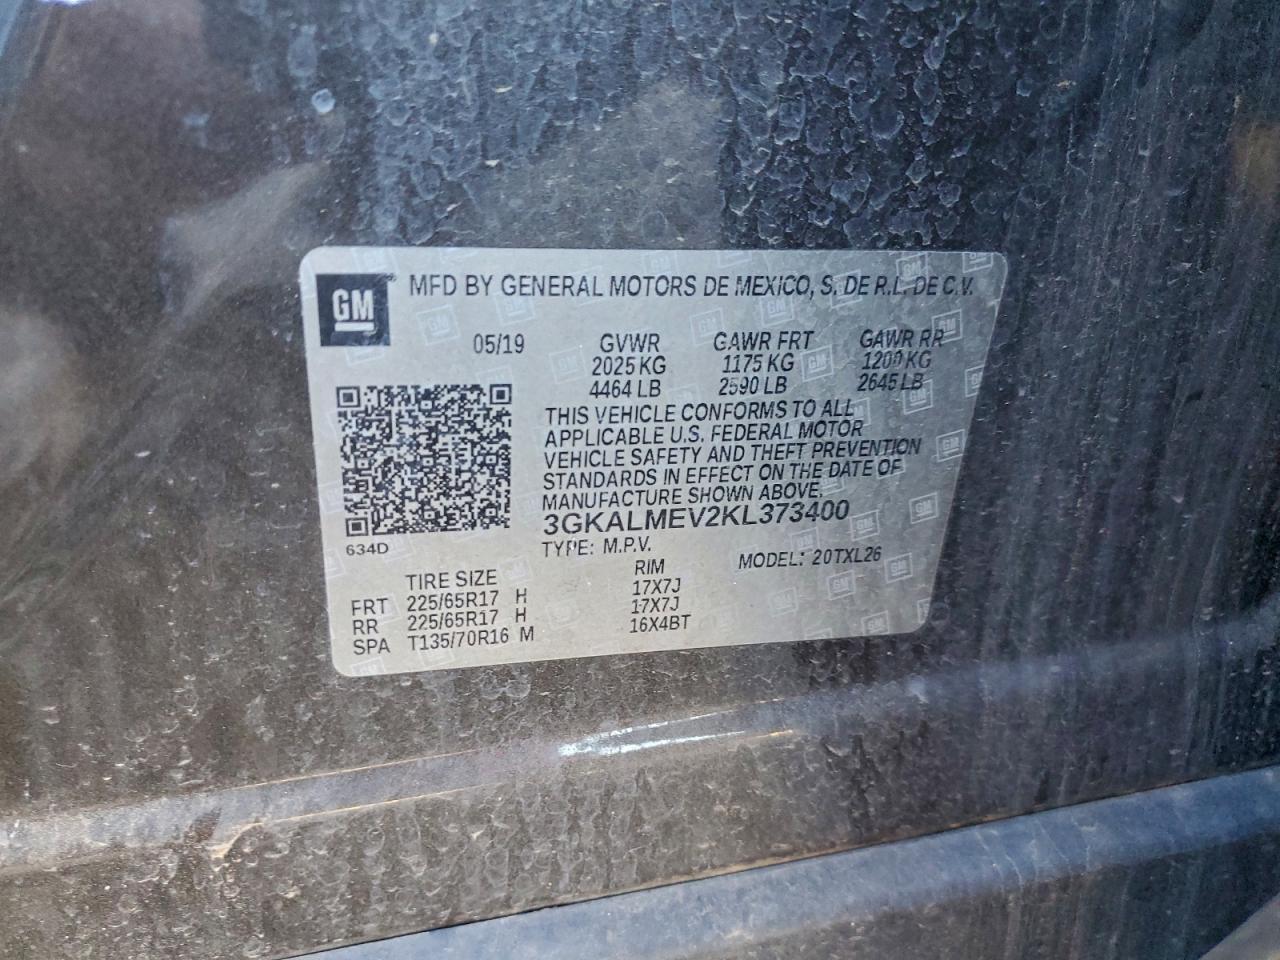 GM
MFD BY GENERAL MOTORS DE MEXICO, S. DE R.L. DE C.V.
05/19 GVWR GAWR FRT GAWR RR
2025 KG 1175 KG 1200 KG
4464 LB 2590 LB 2645 LB
THIS VEHICLE CONFORMS TO ALL
APPLICABLE U.S. FEDERAL MOTOR
VEHICLE SAFETY AND THEFT PREVENTION
STANDARDS IN EFFECT ON THE DATE OF
MANUFACTURE SHOWN ABOVE.
3GKALMEV2KL373400
634D
TYPE: M.P.V. MODEL: 20TXL26
TIRE SIZE RIM
FRT 225/65R17 H 17X7J
RR 225/65R17 H 17X7J
SPA T135/70R16 M 16X4BT